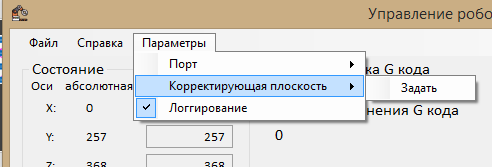 Управление робо
Файл Справка Параметры
Порт
Состояние
ка G кода
Корректирующая плоскость Задать
Оси абсолютная
Логгирование
нения G кода
X: 0
Y: 257 257 0
Z: 368 368